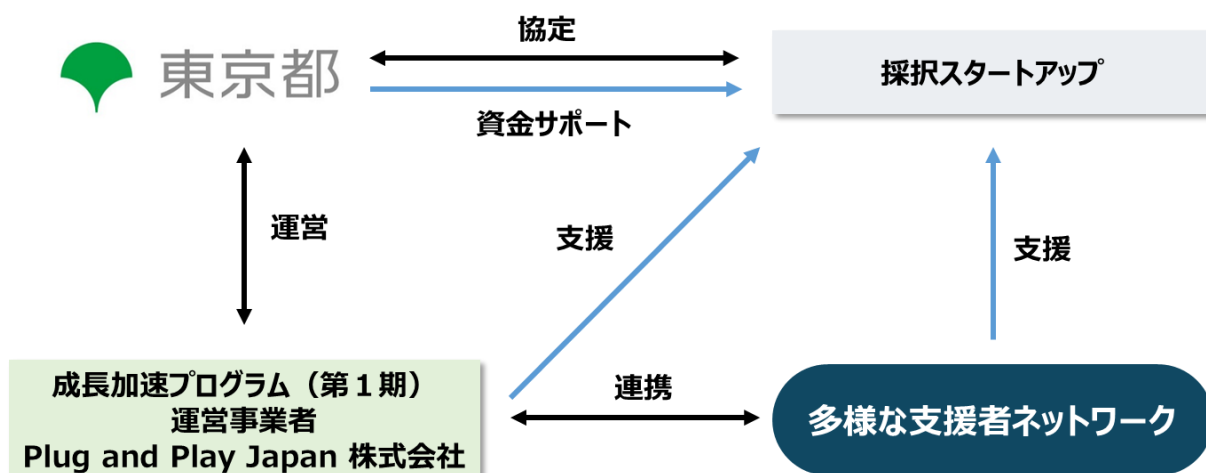 東京都
協定
採択スタートアップ
資金サポート
運営
支援
支援
成長加速プログラム（第１期）
運営事業者
Plug and Play Japan 株式会社
連携
多様な支援者ネットワーク